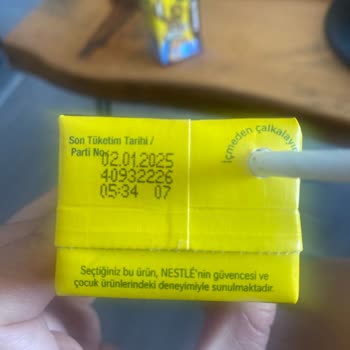 Son Tüketim Tarihi /
Parti No:
02.01.2025
40932226
05:34 07
İçmeden çalkalayın
Seçtiğiniz bu ürün, NESTLÉ'nin güvencesi ve
çocuk ürünlerindeki deneyimiyle sunulmaktadır.